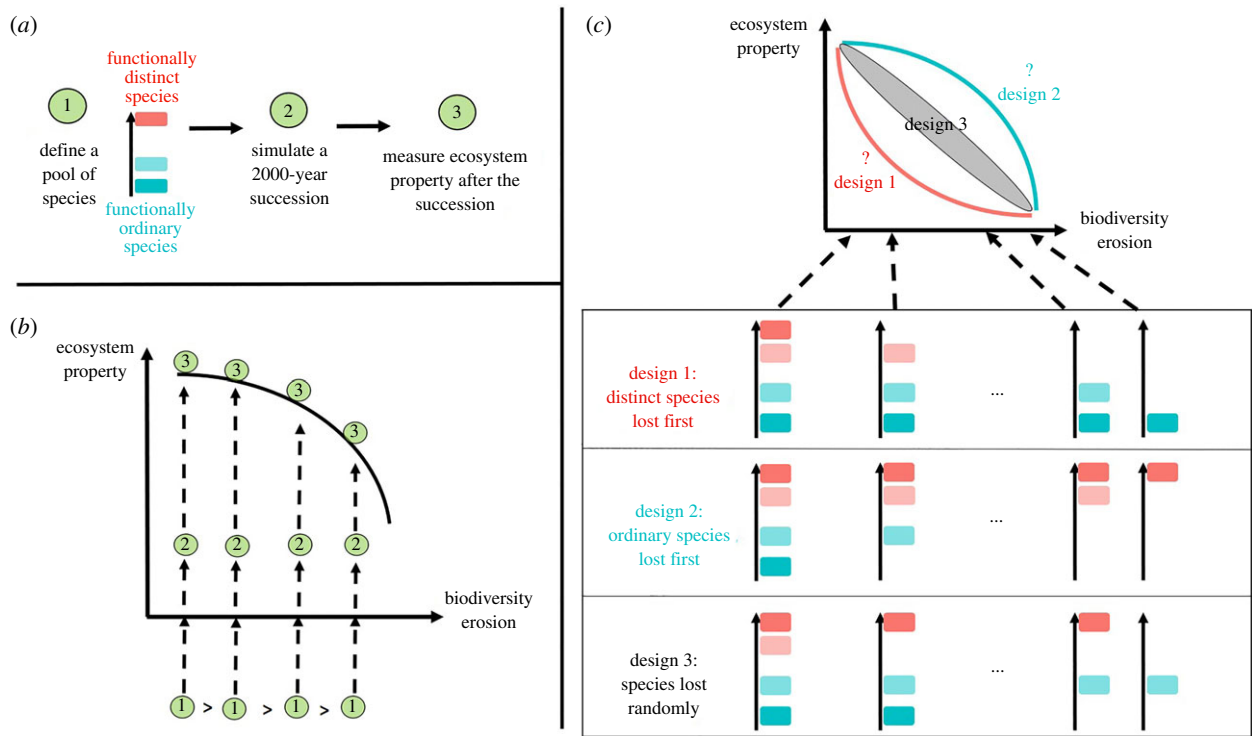 (a)
functionally
distinct
species
1
define a
pool of
species
functionally
ordinary
species
2
simulate a
2000-year
succession
3
measure ecosystem
property after the
succession
(b)
ecosystem
property
3
3
3
3
2
2
2
2
biodiversity
erosion
1 > 1 > 1 > 1
(c)
ecosystem
property
?
design 2
design 3
?
design 1
biodiversity
erosion
design 1:
distinct species
lost first
...
design 2:
ordinary species
lost first
...
design 3:
species lost
randomly
...